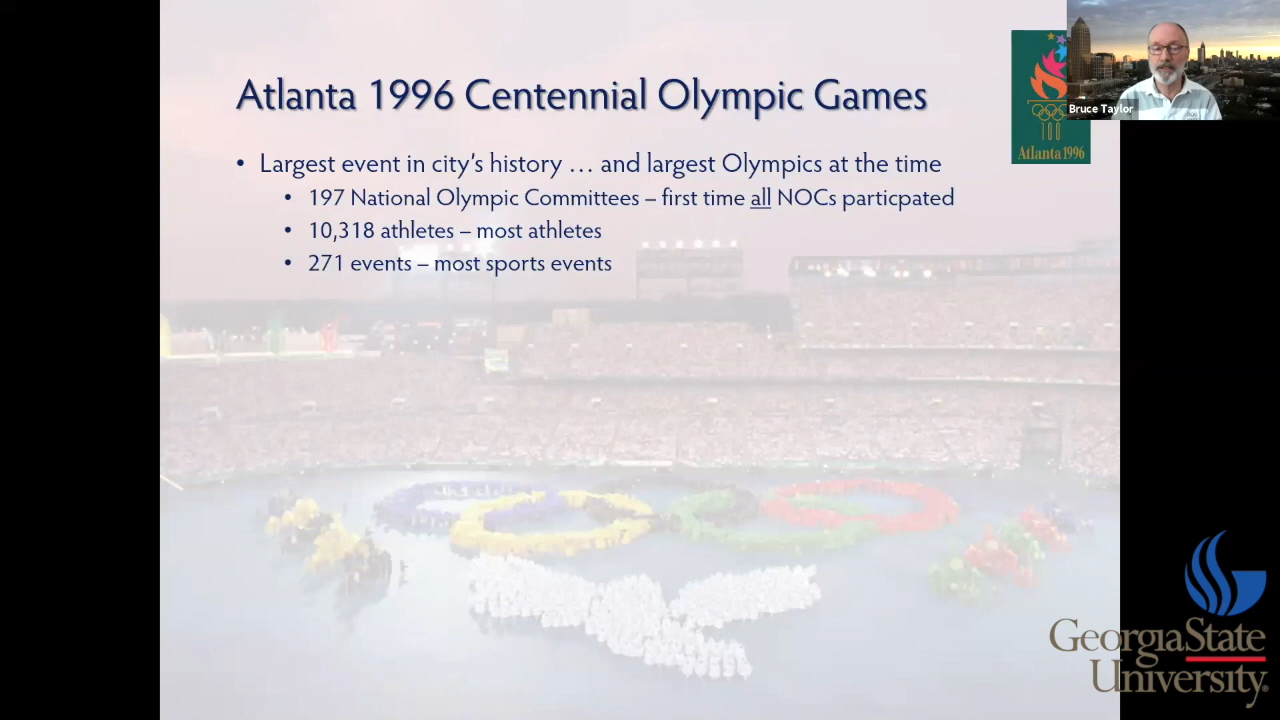 Atlanta 1996 Centennial Olympic Games
• Largest event in city's history … and largest Olympics at the time
• 197 National Olympic Committees – first time all NOCs particpated
• 10,318 athletes – most athletes
• 271 events – most sports events
100
Atlanta 1996
Bruce Taylor
GeorgiaState
University®